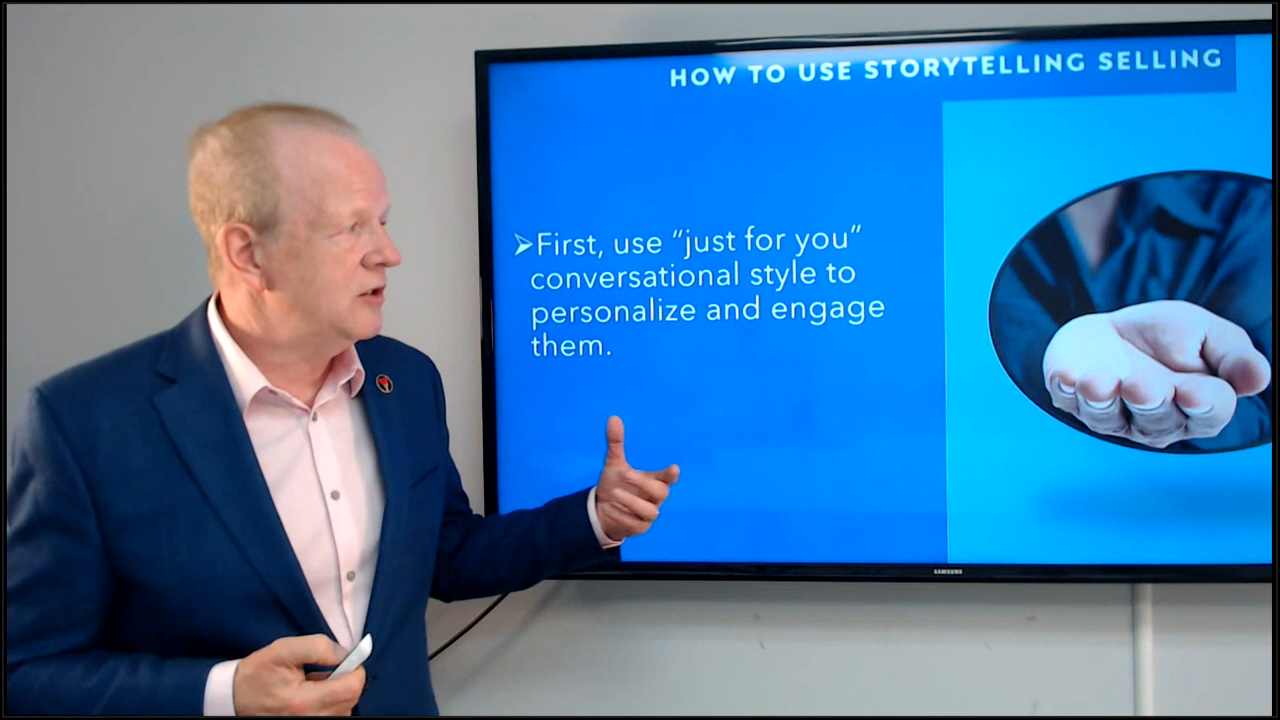 HOW TO USE STORYTELLING SELLING
➢First, use “just for you”
conversational style to
personalize and engage
them.
SAMSUNG